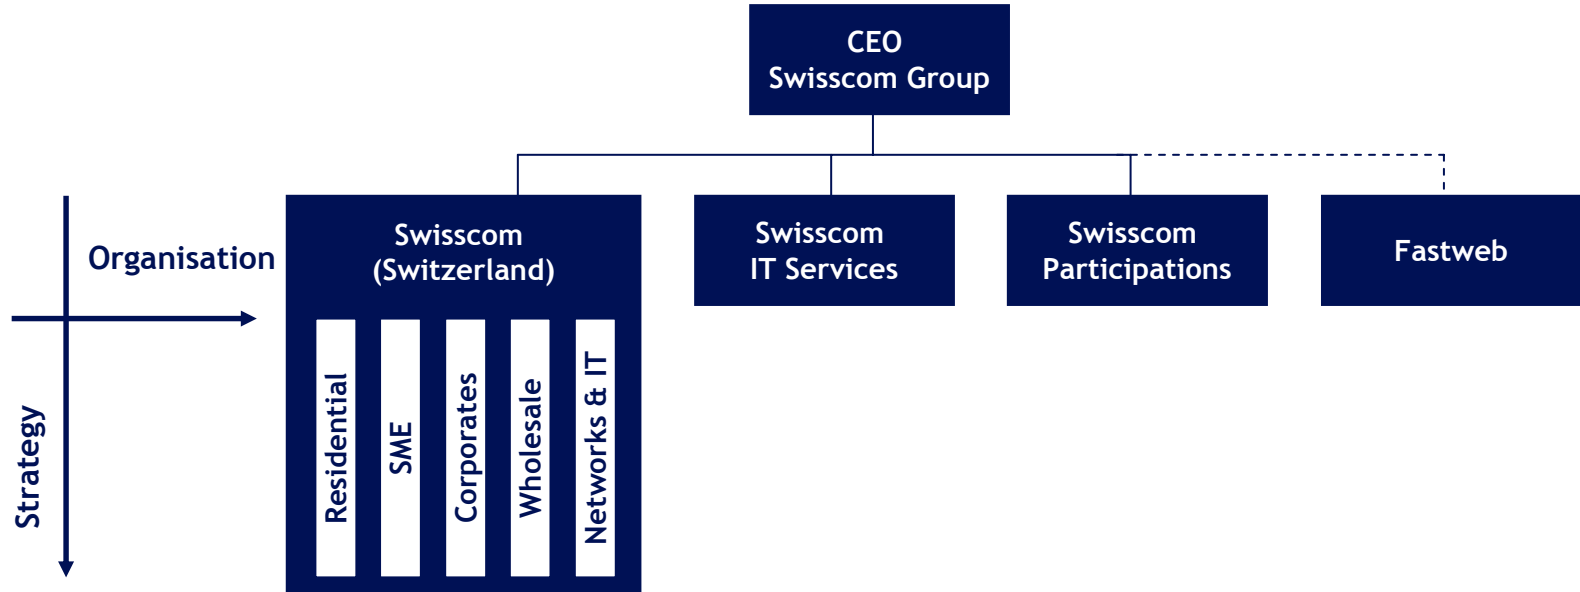 CEO
Swisscom Group
Organisation
Strategy
Swisscom
(Switzerland)
Residential
SME
Corporates
Wholesale
Networks & IT
Swisscom
IT Services
Swisscom
Participations
Fastweb